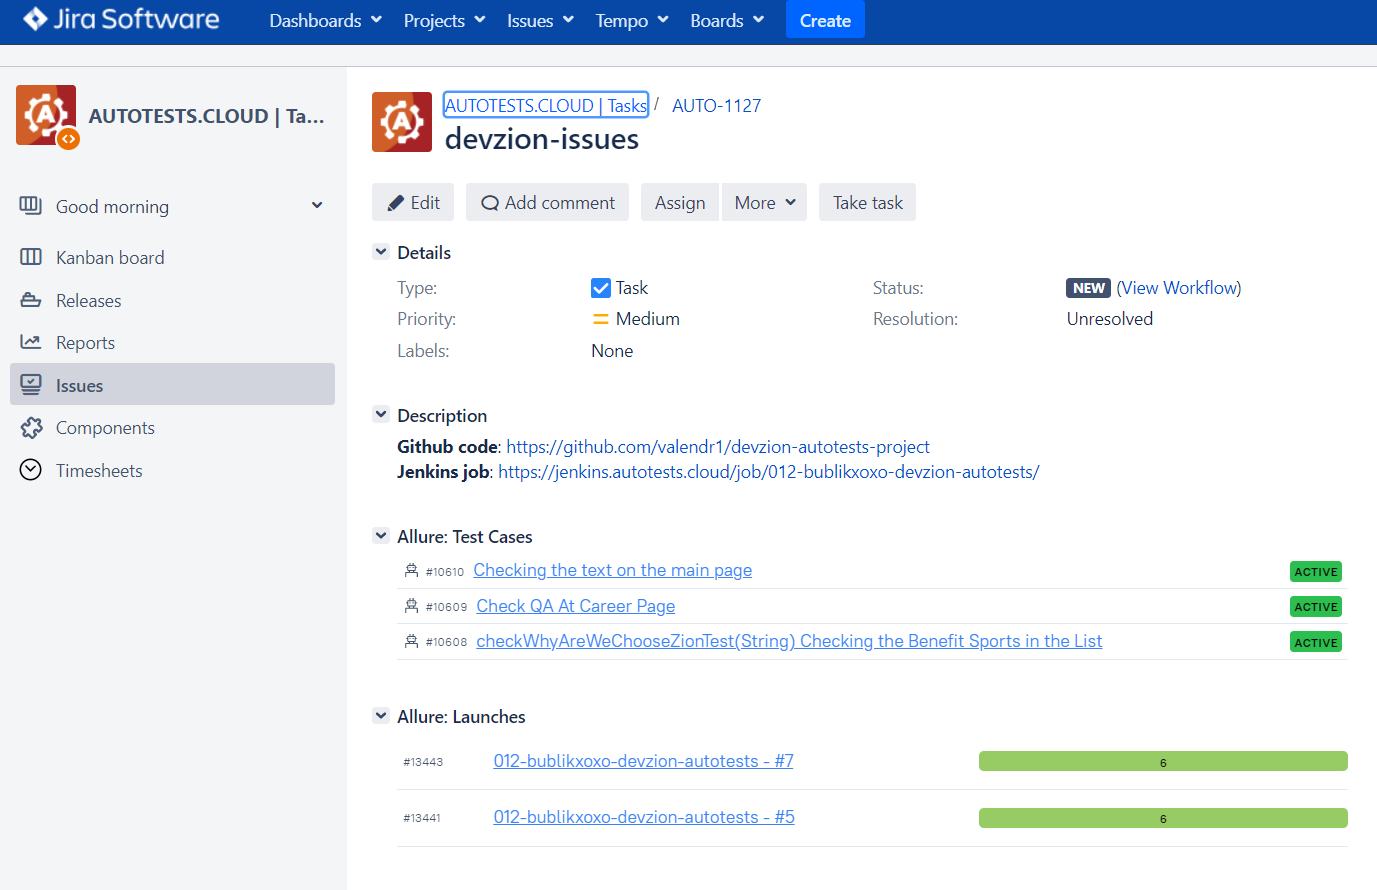 Jira Software Dashboards Projects Issues Tempo Boards Create
AUTOTESTS.CLOUD | Ta...
Good morning
Kanban board
Releases
Reports
Issues
Components
Timesheets
AUTOTESTS.CLOUD | Tasks / AUTO-1127
devzion-issues
Edit Add comment Assign More Take task
Details
Type: Task Status: NEW (View Workflow)
Priority: Medium Resolution: Unresolved
Labels: None
Description
Github code: https://github.com/valendr1/devzion-autotests-project
Jenkins job: https://jenkins.autotests.cloud/job/012-bublikxoxo-devzion-autotests/
Allure: Test Cases
#10610 Checking the text on the main page ACTIVE
#10609 Check QA At Career Page ACTIVE
#10608 checkWhyAreWeChooseZionTest(String) Checking the Benefit Sports in the List ACTIVE
Allure: Launches
#13443 012-bublikxoxo-devzion-autotests - #7 6
#13441 012-bublikxoxo-devzion-autotests - #5 6